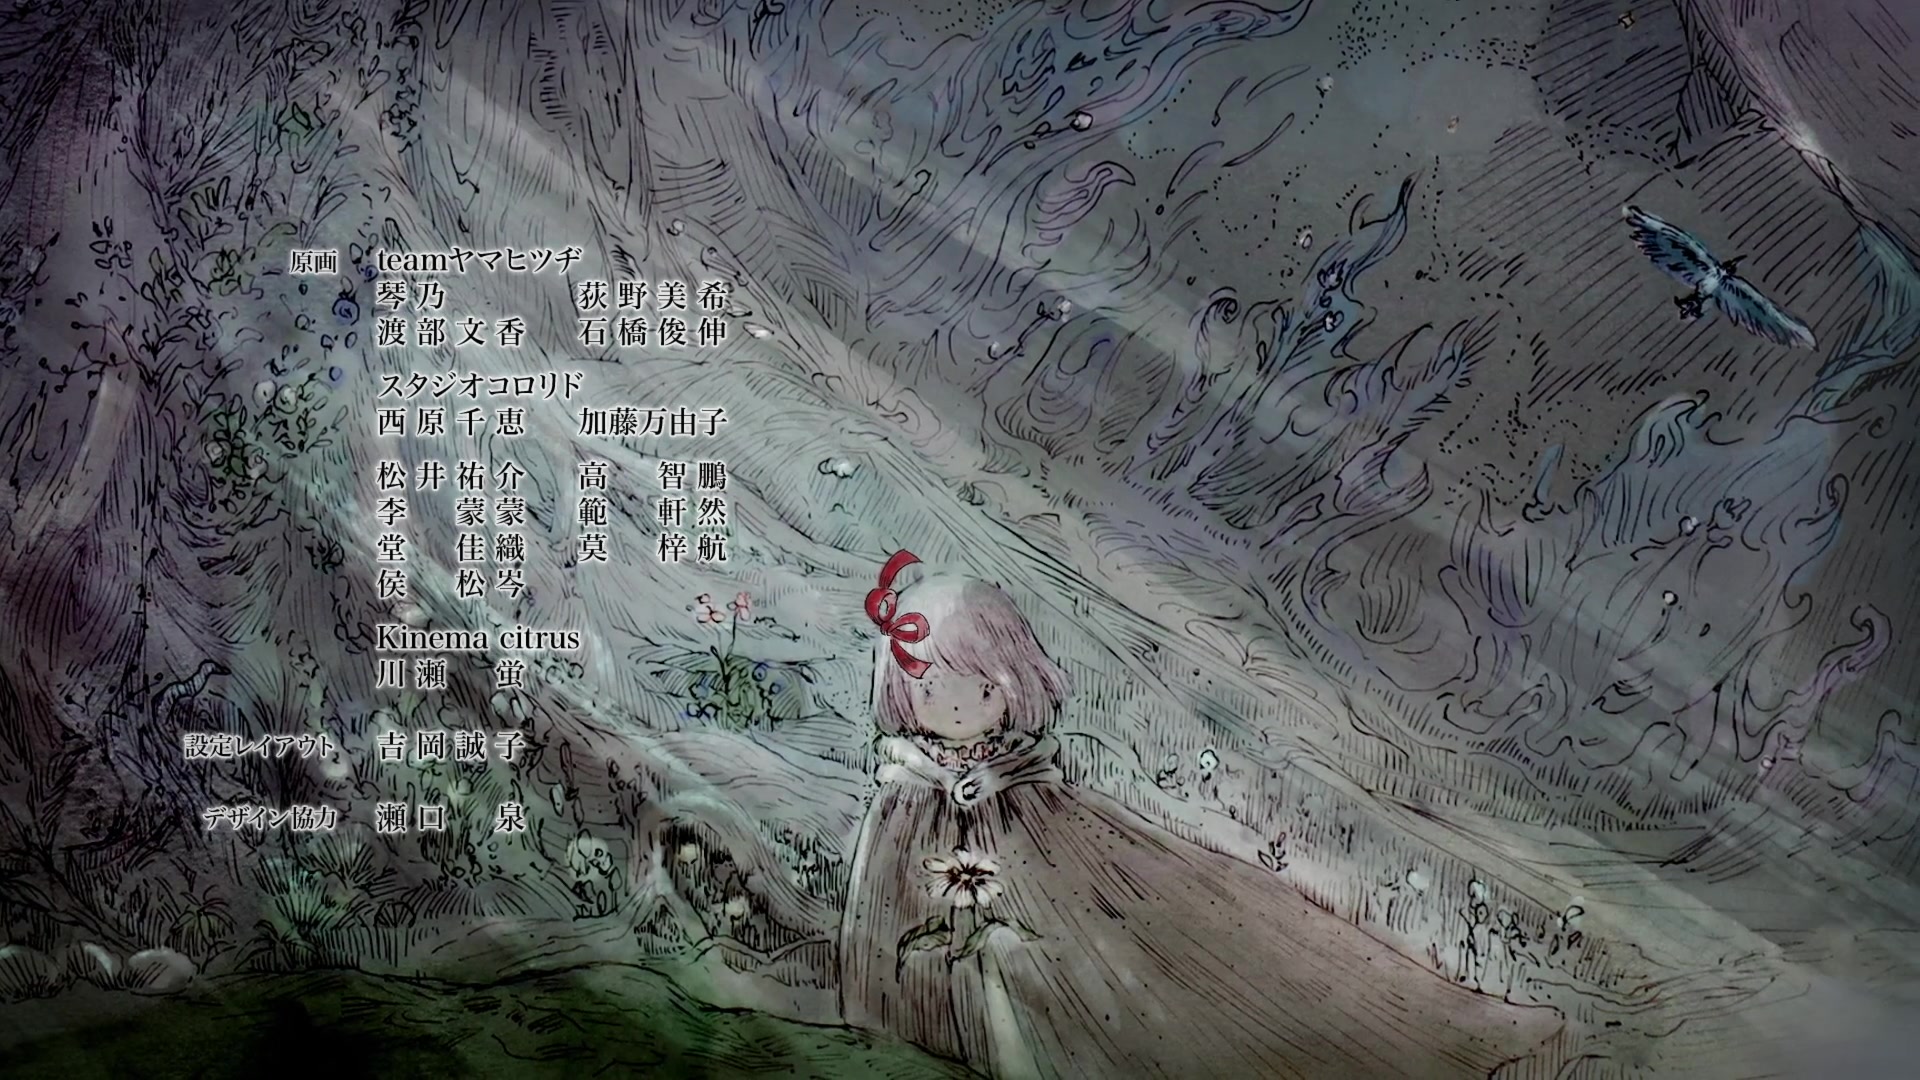 原画 teamヤマヒツヂ
琴乃 荻野美希
渡部文香 石橋俊伸
スタジオコロリド
西原千恵 加藤万由子
松井祐介 高智鵬
李蒙蒙 範軒然
堂佳織 莫梓航
侯松岑
Kinema citrus
川瀬蛍
設定レイアウト 吉岡誠子
デザイン協力 瀬口泉